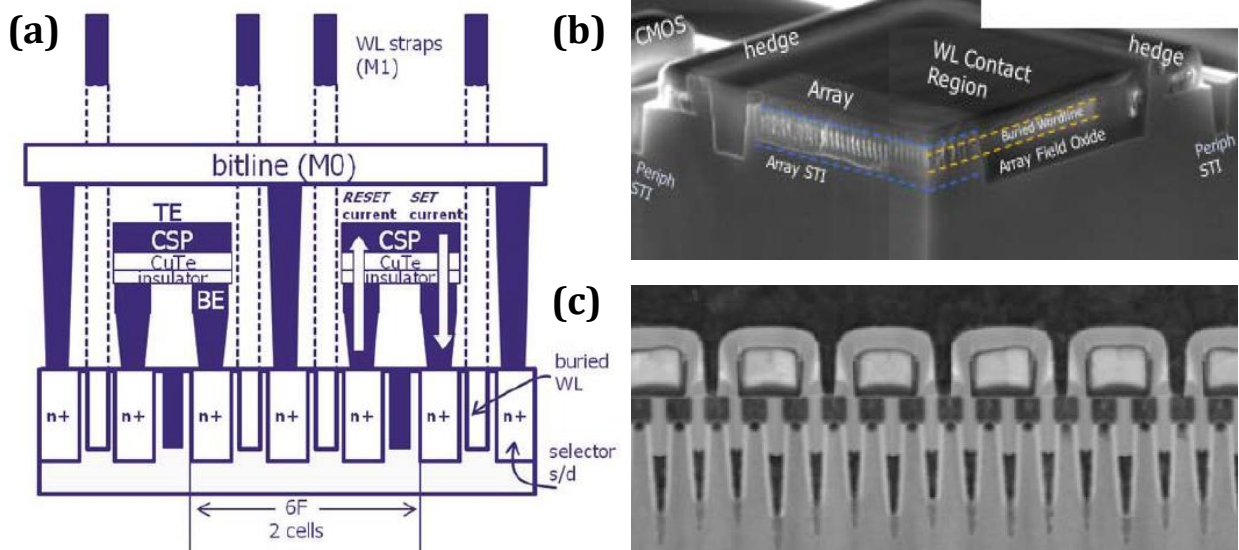 (a)
WL straps
(M1)
bitline (M0)
TE
CSP
CuTe
insulator
BE
RESET SET
current current
CSP
CuTe
insulator
n+ n+ n+ n+ n+ n+ n+
buried
WL
selector
s/d
6F
2 cells
(b)
CMOS
hedge
WL Contact
Region
hedge
Array
Buried Wordline
Array Field Oxide
Array STI
Periph
STI
Periph
STI
(c)